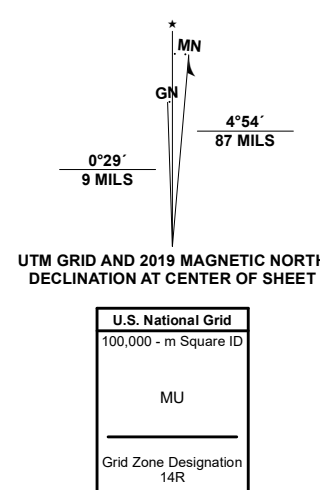 MN
GN
4°54´
87 MILS
0°29´
9 MILS
UTM GRID AND 2019 MAGNETIC NORTH
DECLINATION AT CENTER OF SHEET
U.S. National Grid
100,000 - m Square ID
MU
Grid Zone Designation
14R